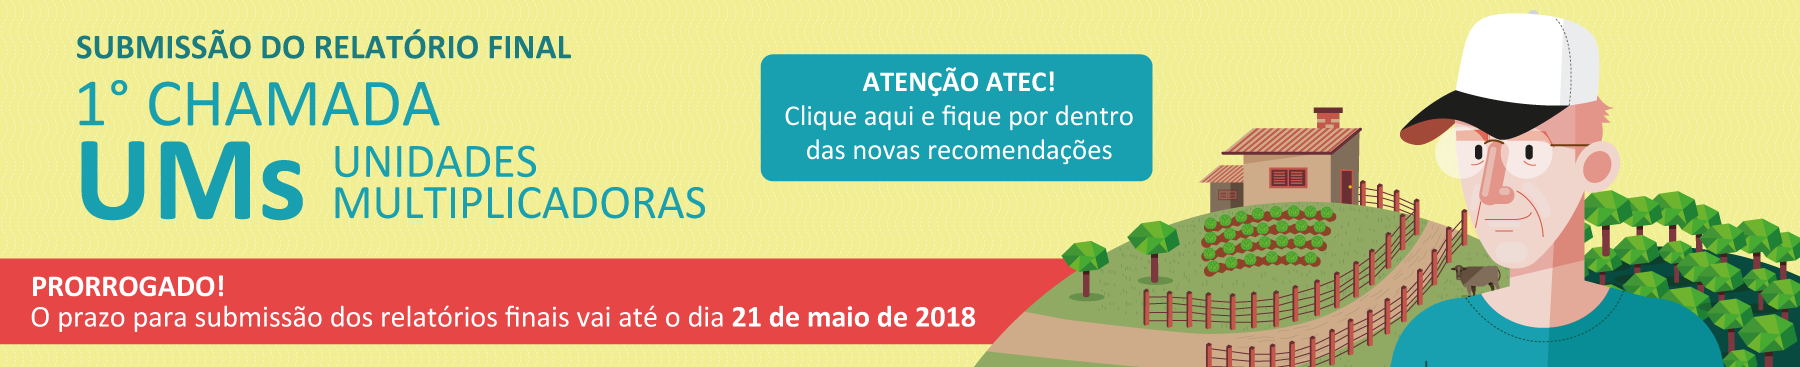 SUBMISSÃO DO RELATÓRIO FINAL
1° CHAMADA
UMs UNIDADES
MULTIPLICADORAS
ATENÇÃO ATEC!
Clique aqui e fique por dentro
das novas recomendações
PRORROGADO!
O prazo para submissão dos relatórios finais vai até o dia 21 de maio de 2018